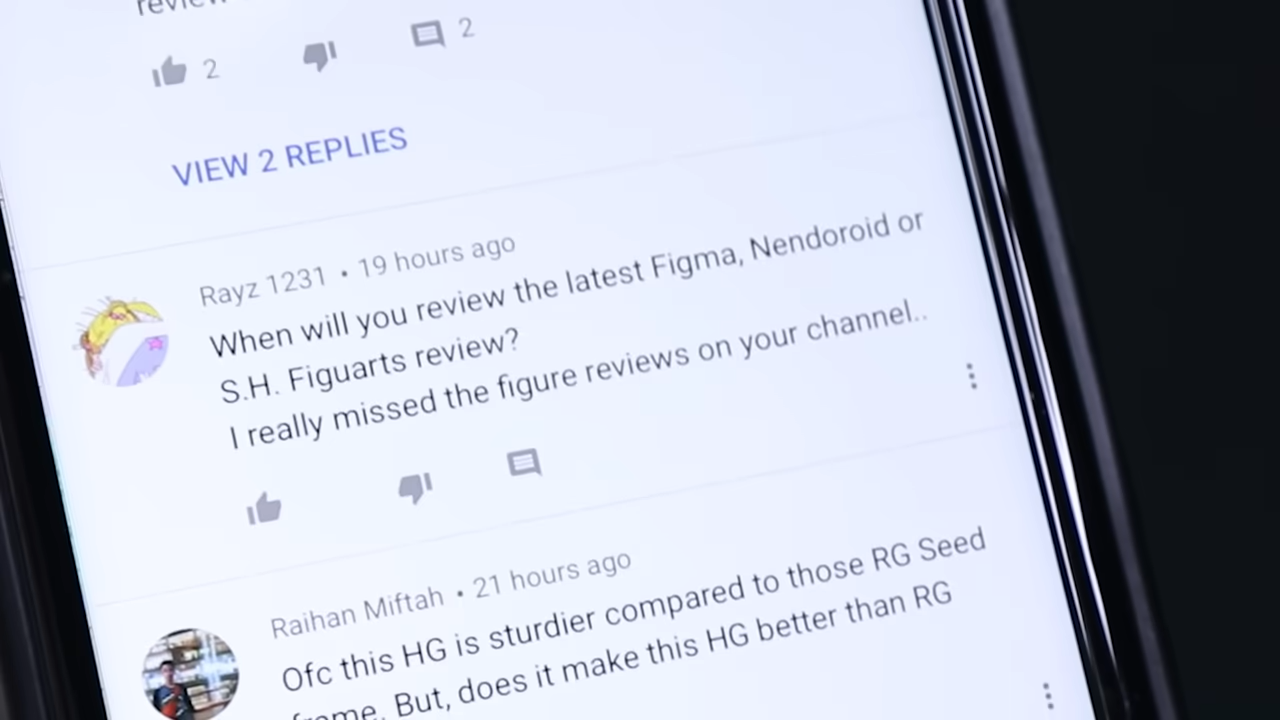 review
2
2
VIEW 2 REPLIES
Rayz 1231 • 19 hours ago
When will you review the latest Figma, Nendoroid or
S.H. Figuarts review?
I really missed the figure reviews on your channel..
Raihan Miftah • 21 hours ago
Ofc this HG is sturdier compared to those RG Seed
frame. But, does it make this HG better than RG